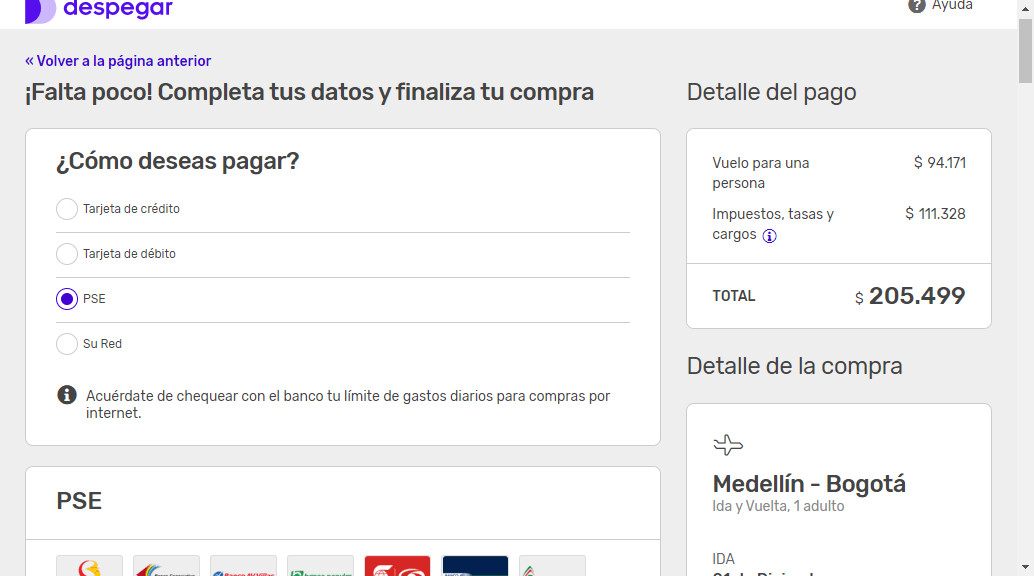 despegar
Ayuda
« Volver a la página anterior
¡Falta poco! Completa tus datos y finaliza tu compra
¿Cómo deseas pagar?
Tarjeta de crédito
Tarjeta de débito
PSE
Su Red
Acuérdate de chequear con el banco tu límite de gastos diarios para compras por
internet.
PSE
Detalle del pago
Vuelo para una $ 94.171
persona
Impuestos, tasas y $ 111.328
cargos
TOTAL $ 205.499
Detalle de la compra
Medellín - Bogotá
Ida y Vuelta, 1 adulto
IDA